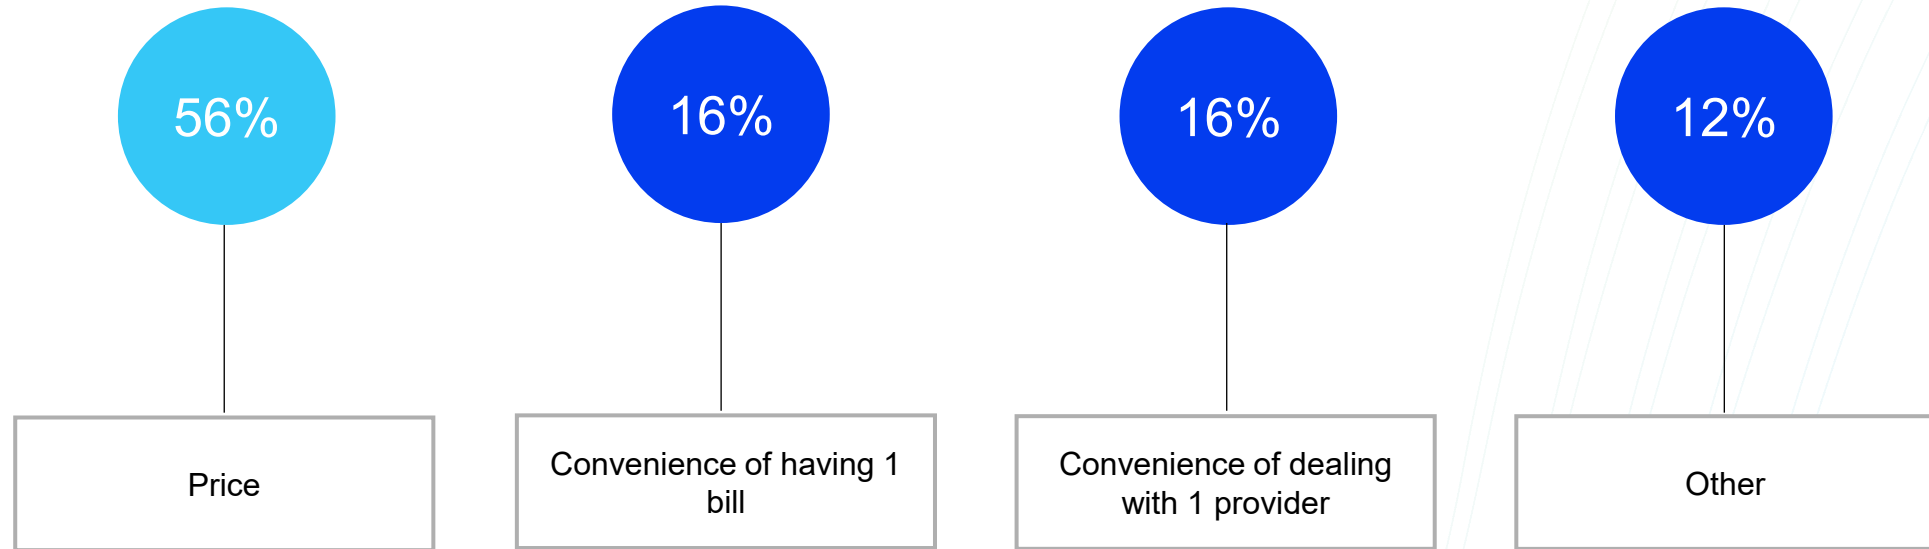 56%
16%
16%
12%
Price
Convenience of having 1
bill
Convenience of dealing
with 1 provider
Other